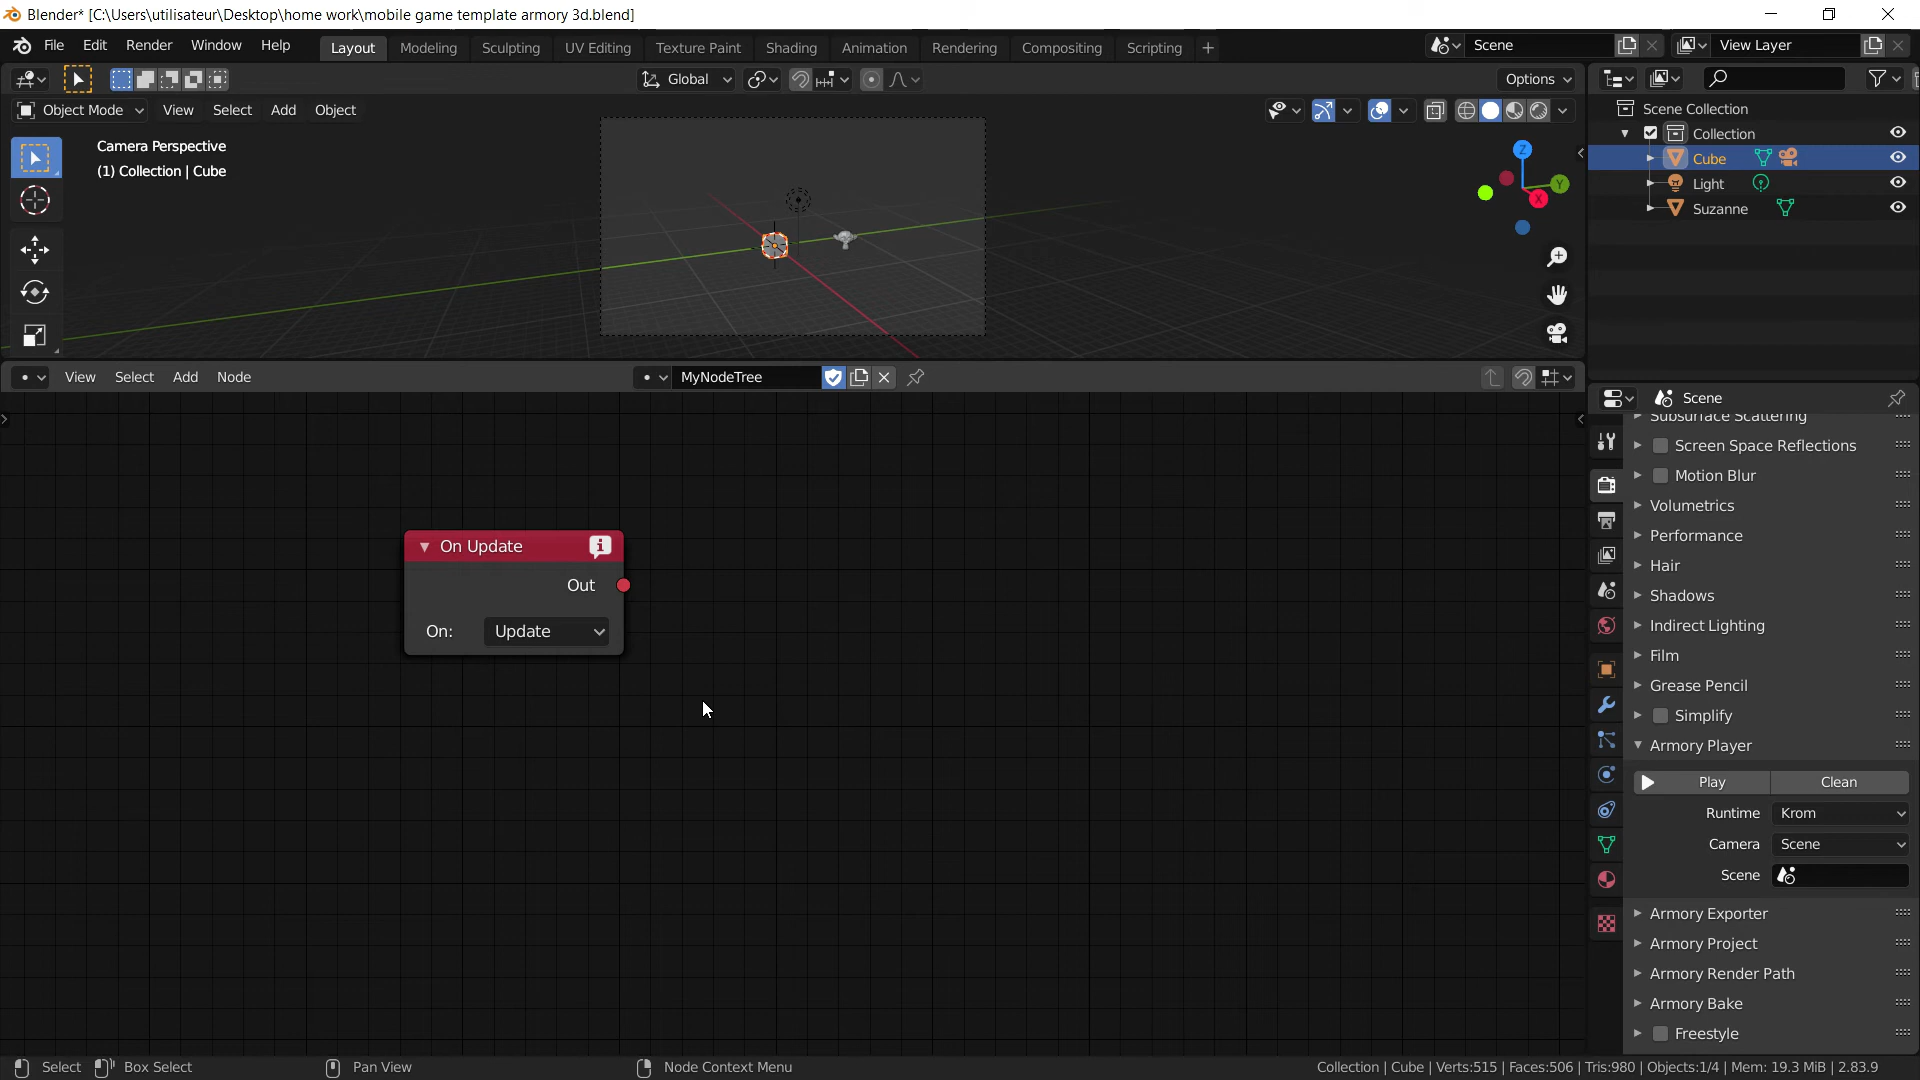 Blender* [C:\Users\utilisateur\Desktop\home work\mobile game template armory 3d.blend]
File Edit Render Window Help Layout Modeling Sculpting UV Editing Texture Paint Shading Animation Rendering Compositing Scripting + Scene View Layer
Global Options
Object Mode View Select Add Object
Camera Perspective
(1) Collection | Cube
Z
Y
X
Scene Collection
Collection
Cube
Light
Suzanne
View Select Add Node MyNodeTree
On Update
Out
On: Update
Scene
Subsurface Scattering
Screen Space Reflections
Motion Blur
Volumetrics
Performance
Hair
Shadows
Indirect Lighting
Film
Grease Pencil
Simplify
Armory Player
Play Clean
Runtime Krom
Camera Scene
Scene
Armory Exporter
Armory Project
Armory Render Path
Armory Bake
Freestyle
Select Box Select Pan View Node Context Menu Collection | Cube | Verts:515 | Faces:506 | Tris:980 | Objects:1/4 | Mem: 19.3 MiB | 2.83.9